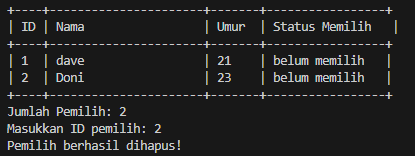 +----+----------------------+-------+-----------------+
| ID | Nama                 | Umur  | Status Memilih   |
+----+----------------------+-------+-----------------+
| 1  | dave                 | 21    | belum memilih   |
| 2  | Doni                 | 23    | belum memilih   |
+----+----------------------+-------+-----------------+
Jumlah Pemilih: 2
Masukkan ID pemilih: 2
Pemilih berhasil dihapus!